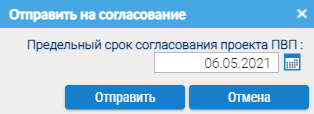 Отправить на согласование
Предельный срок согласования проекта ПВП :
06.05.2021
Отправить Отмена